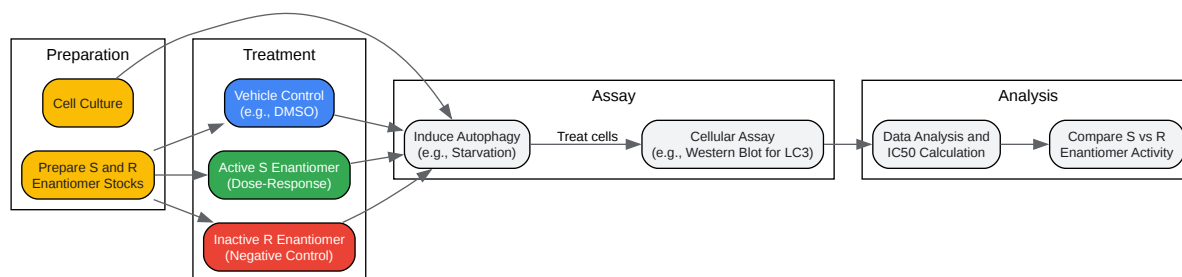 Preparation
Cell Culture
Prepare S and R
Enantiomer Stocks
Treatment
Vehicle Control
(e.g., DMSO)
Active S Enantiomer
(Dose-Response)
Inactive R Enantiomer
(Negative Control)
Assay
Induce Autophagy
(e.g., Starvation)
Treat cells
Cellular Assay
(e.g., Western Blot for LC3)
Analysis
Data Analysis and
IC50 Calculation
Compare S vs R
Enantiomer Activity